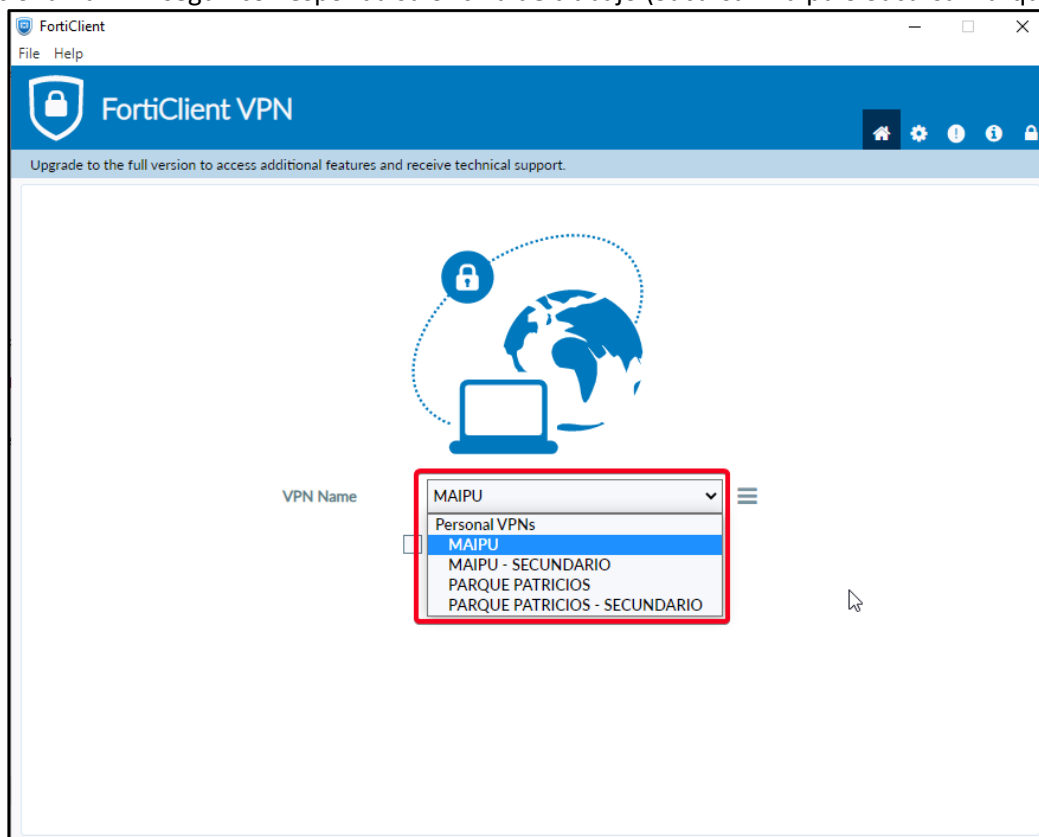 FortiClient
File Help
FortiClient VPN
Upgrade to the full version to access additional features and receive technical support.
VPN Name
MAIPU
Personal VPNs
MAIPU
MAIPU - SECUNDARIO
PARQUE PATRICIOS
PARQUE PATRICIOS - SECUNDARIO